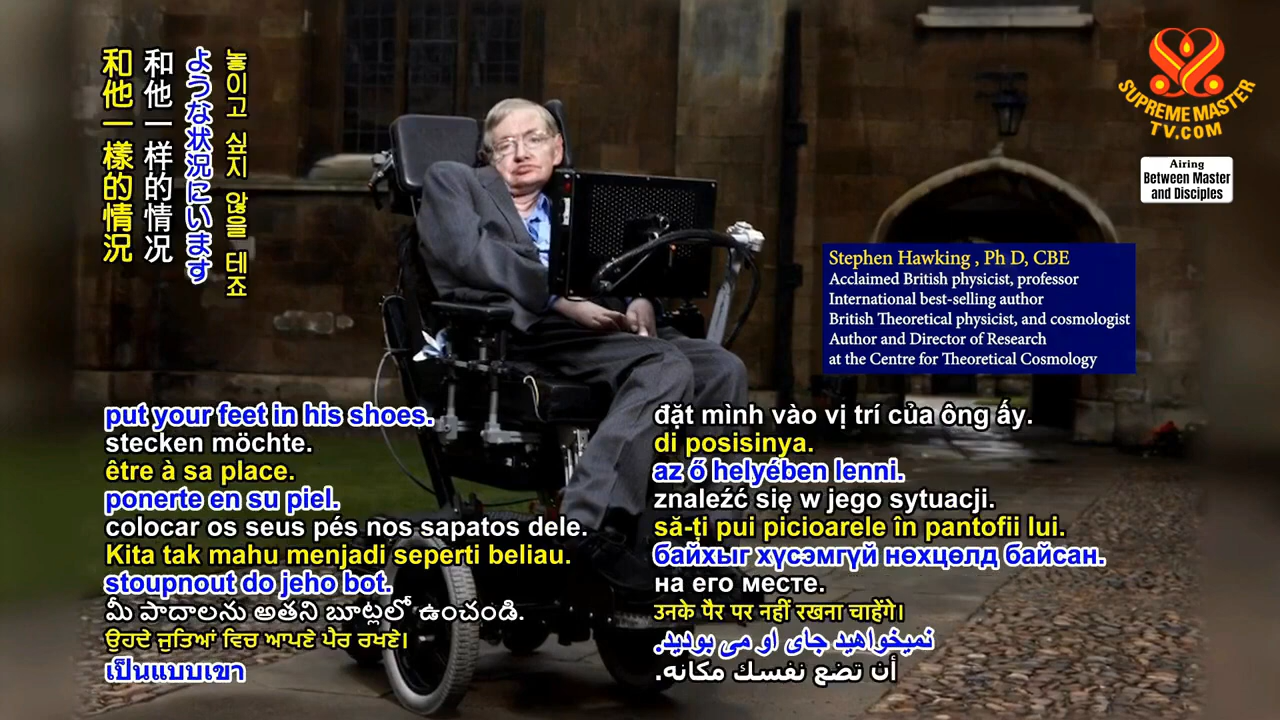 和他一樣的情況
和他一样的情况
ような状況にいます
놓이고 싶지 않을 테죠
SUPREME MASTER
TV.COM
Airing
Between Master
and Disciples
Stephen Hawking , Ph D, CBE
Acclaimed British physicist, professor
International best-selling author
British Theoretical physicist, and cosmologist
Author and Director of Research
at the Centre for Theoretical Cosmology
put your feet in his shoes.
stecken möchte.
être à sa place.
ponerte en su piel.
colocar os seus pés nos sapatos dele.
Kita tak mahu menjadi seperti beliau.
stoupnout do jeho bot.
మీ పాదాలను అతని బూట్లలో ఉంచండి.
ਉਹਦੇ ਜੁਤਿਆਂ ਵਿਚ ਆਪਣੇ ਪੈਰ ਰਖਣੇ।
เป็นแบบเขา
đặt mình vào vị trí của ông ấy.
di posisinya.
az ő helyében lenni.
znaleźć się w jego sytuacji.
să-ți pui picioarele în pantofii lui.
байхыг хүсэмгүй нөхцөлд байсан.
на его месте.
उनके पैर पर नहीं रखना चाहेंगे।
نمیخواهید جای او می بودید.
أن تضع نفسك مكانه.